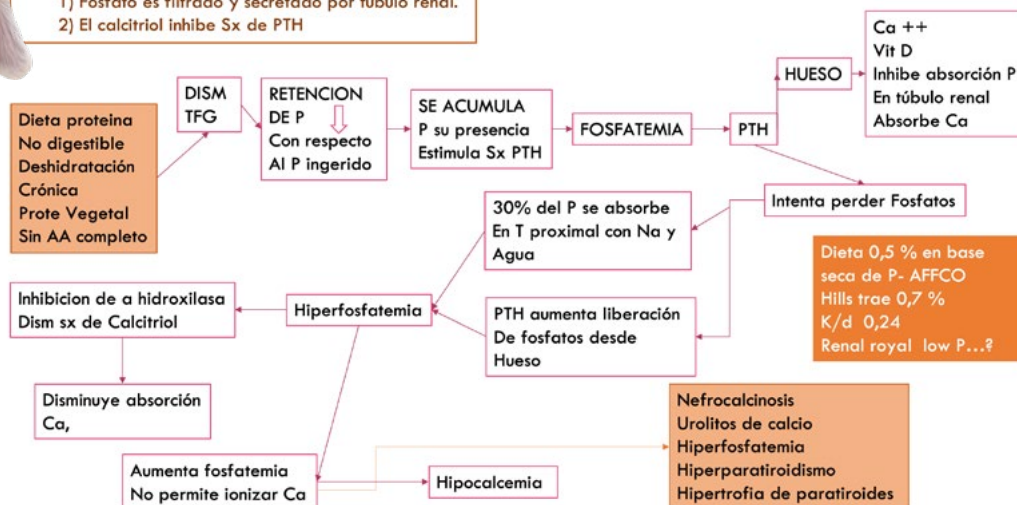 1) Fosfato es filtrado y secretado por túbulo renal.
2) El calcitriol inhibe Sx de PTH
Dieta proteina
No digestible
Deshidratación
Crónica
Prote Vegetal
Sin AA completo
DISM
TFG
RETENCION
DE P
Con respecto
Al P ingerido
SE ACUMULA
P su presencia
Estimula Sx PTH
FOSFATEMIA
PTH
HUESO
Ca ++
Vit D
Inhibe absorción P
En túbulo renal
Absorbe Ca
Intenta perder Fosfatos
30% del P se absorbe
En T proximal con Na y
Agua
PTH aumenta liberación
De fosfatos desde
Hueso
Dieta 0,5 % en base
seca de P- AFFCO
Hills trae 0,7 %
K/d 0,24
Renal royal low P...?
Hiperfosfatemia
Inhibicion de a hidroxilasa
Dism sx de Calcitriol
Disminuye absorción
Ca,
Aumenta fosfatemia
No permite ionizar Ca
Hipocalcemia
Nefrocalcinosis
Urolitos de calcio
Hiperfosfatemia
Hiperparatiroidismo
Hipertrofia de paratiroides